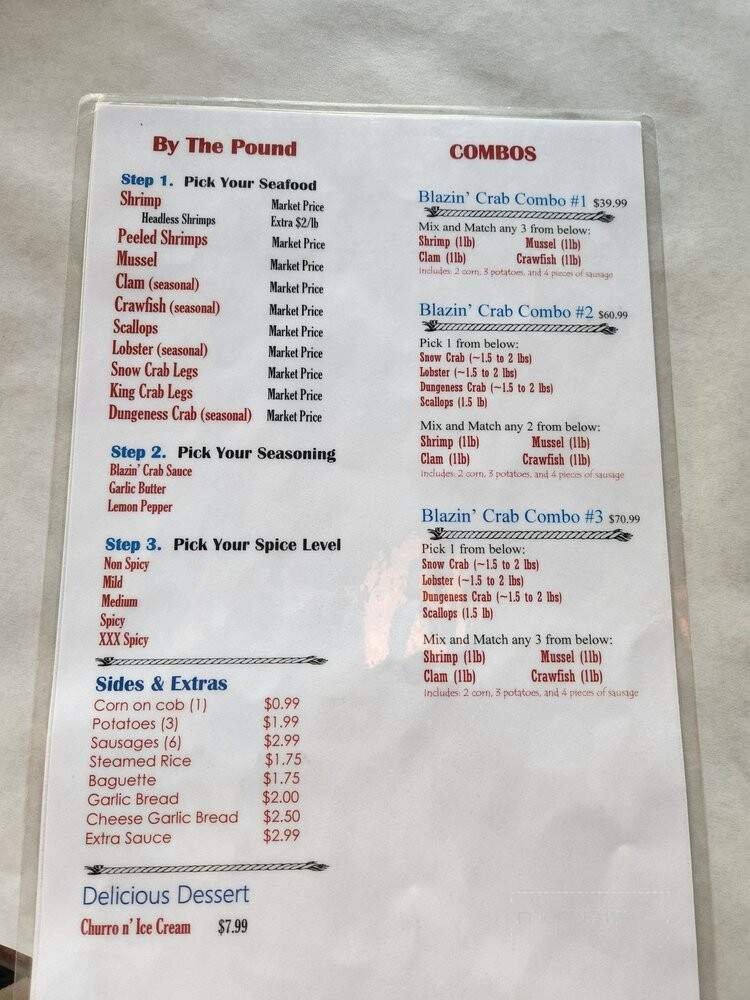 By The Pound
Step 1. Pick Your Seafood
Shrimp Market Price
Headless Shrimps Extra $2/lb
Peeled Shrimps Market Price
Mussel Market Price
Clam (seasonal) Market Price
Crawfish (seasonal) Market Price
Scallops Market Price
Lobster (seasonal) Market Price
Snow Crab Legs Market Price
King Crab Legs Market Price
Dungeness Crab (seasonal) Market Price
Step 2. Pick Your Seasoning
Blazin' Crab Sauce
Garlic Butter
Lemon Pepper
Step 3. Pick Your Spice Level
Non Spicy
Mild
Medium
Spicy
XXX Spicy
Sides & Extras
Corn on cob (1) $0.99
Potatoes (3) $1.99
Sausages (6) $2.99
Steamed Rice $1.75
Baguette $1.75
Garlic Bread $2.00
Cheese Garlic Bread $2.50
Extra Sauce $2.99
Delicious Dessert
Churro n' Ice Cream $7.99
COMBOS
Blazin' Crab Combo #1 $39.99
Mix and Match any 3 from below:
Shrimp (1lb) Mussel (1lb)
Clam (1lb) Crawfish (1lb)
Includes: 2 corn, 3 potatoes, and 4 pieces of sausage
Blazin' Crab Combo #2 $60.99
Pick 1 from below:
Snow Crab (~1.5 to 2 lbs)
Lobster (~1.5 to 2 lbs)
Dungeness Crab (~1.5 to 2 lbs)
Scallops (1.5 lb)
Mix and Match any 2 from below:
Shrimp (1lb) Mussel (1lb)
Clam (1lb) Crawfish (1lb)
Includes: 2 corn, 3 potatoes, and 4 pieces of sausage
Blazin' Crab Combo #3 $70.99
Pick 1 from below:
Snow Crab (~1.5 to 2 lbs)
Lobster (~1.5 to 2 lbs)
Dungeness Crab (~1.5 to 2 lbs)
Scallops (1.5 lb)
Mix and Match any 3 from below:
Shrimp (1lb) Mussel (1lb)
Clam (1lb) Crawfish (1lb)
Includes: 2 corn, 3 potatoes, and 4 pieces of sausage